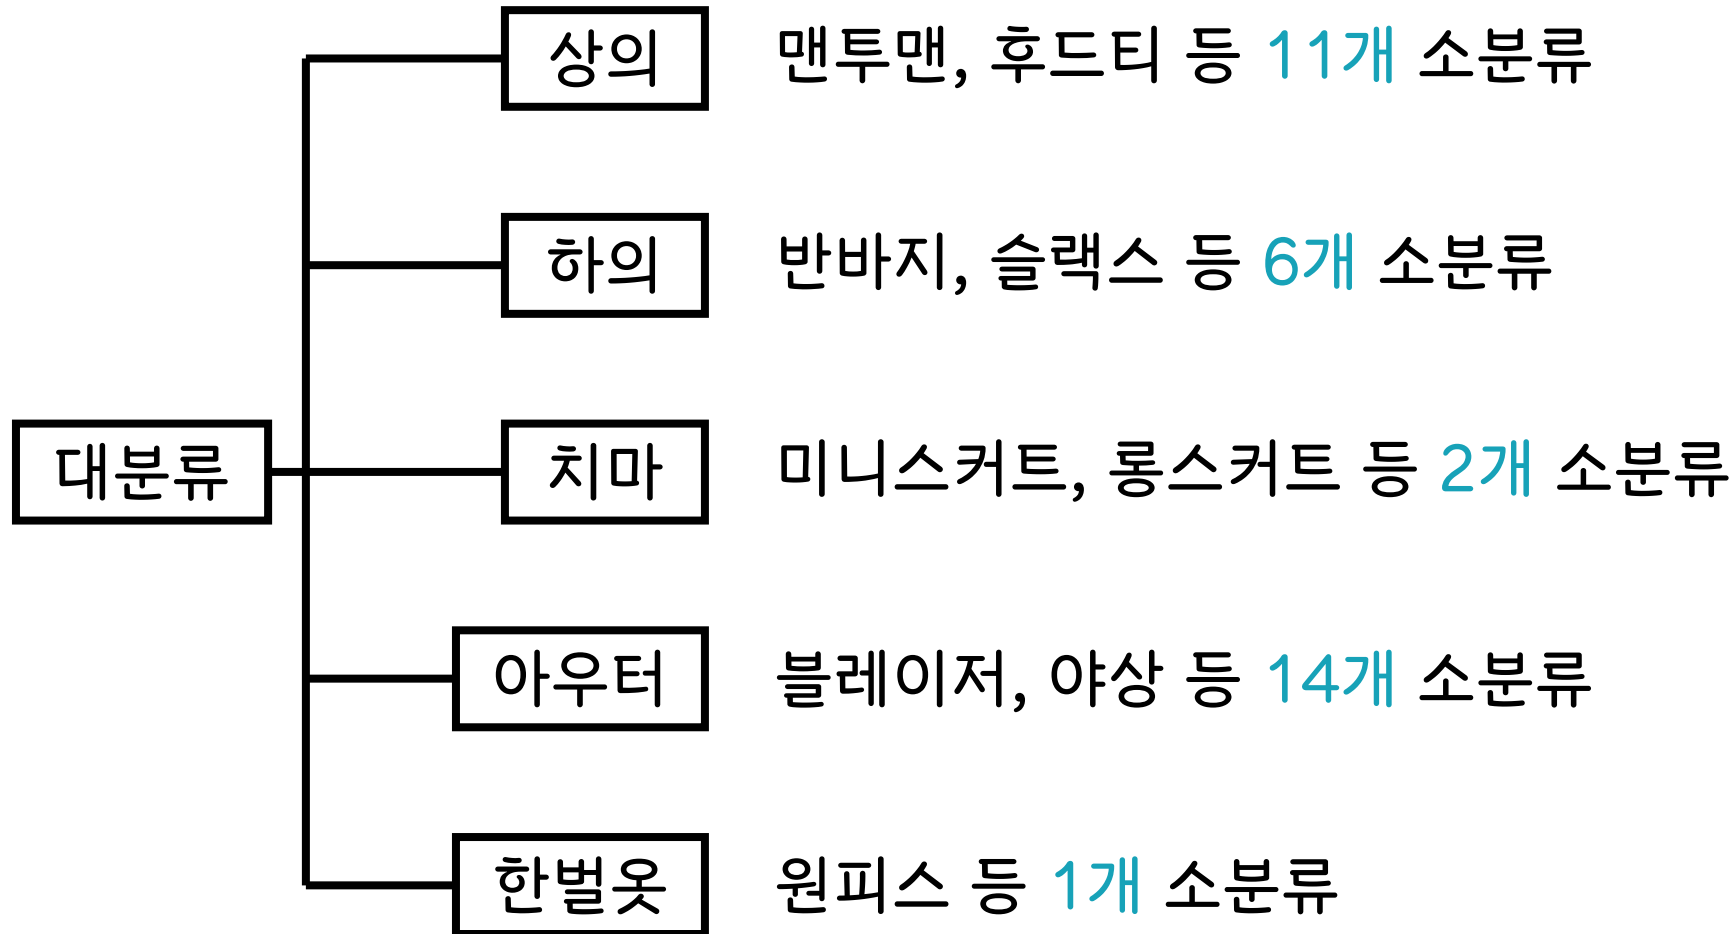 상의 맨투맨, 후드티 등 11개 소분류
하의 반바지, 슬랙스 등 6개 소분류
대분류 치마 미니스커트, 롱스커트 등 2개 소분류
아우터 블레이저, 야상 등 14개 소분류
한벌옷 원피스 등 1개 소분류